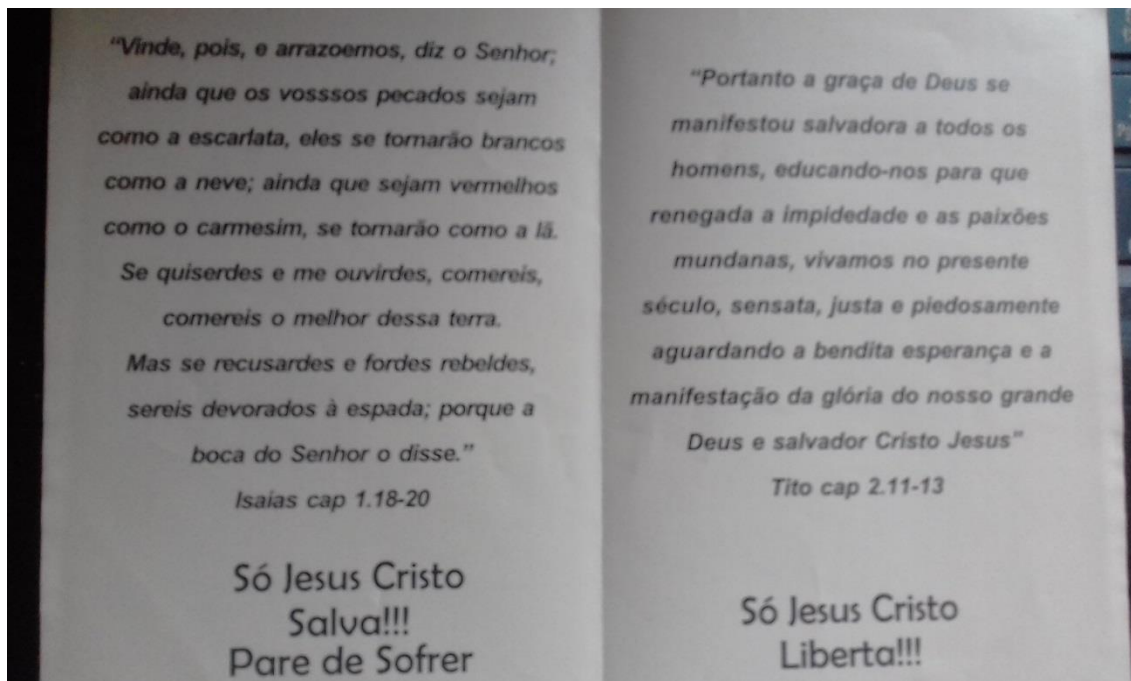 “Vinde, pois, e arrazoemos, diz o Senhor;
ainda que os vosssos pecados sejam
como a escarlata, eles se tornarão brancos
como a neve; ainda que sejam vermelhos
como o carmesim, se tornarão como a lã.
Se quiserdes e me ouvirdes, comereis,
comereis o melhor dessa terra.
Mas se recusardes e fordes rebeldes,
sereis devorados à espada; porque a
boca do Senhor o disse.”
Isaías cap 1.18-20
Só Jesus Cristo
Salva!!!
Pare de Sofrer
“Portanto a graça de Deus se
manifestou salvadora a todos os
homens, educando-nos para que
renegada a impidedade e as paixões
mundanas, vivamos no presente
século, sensata, justa e piedosamente
aguardando a bendita esperança e a
manifestação da glória do nosso grande
Deus e salvador Cristo Jesus”
Tito cap 2.11-13
Só Jesus Cristo
Liberta!!!